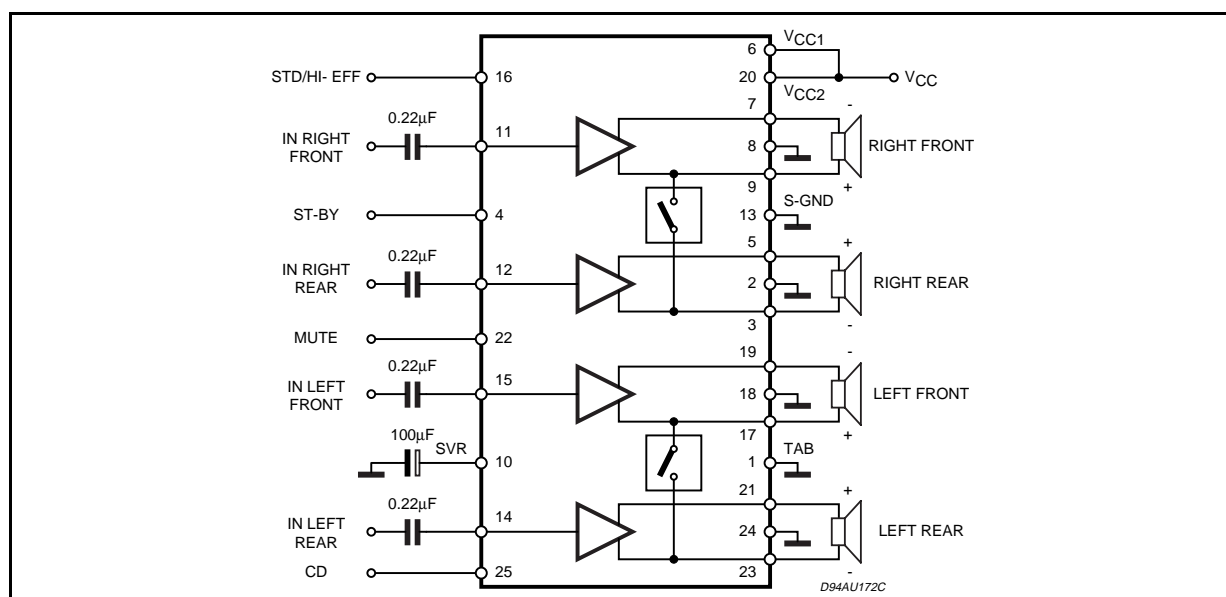 6
VCC1
STD/HI- EFF
16
20
VCC
VCC2
7
-
0.22µF
11
IN RIGHT
FRONT
8
RIGHT FRONT
9
+
S-GND
ST-BY
4
13
5
+
0.22µF
12
IN RIGHT
REAR
2
RIGHT REAR
3
-
MUTE
22
19
-
0.22µF
15
IN LEFT
FRONT
18
LEFT FRONT
17
+
100µF
SVR
10
TAB
1
21
+
0.22µF
14
IN LEFT
REAR
24
LEFT REAR
CD
25
23
-
D94AU172C